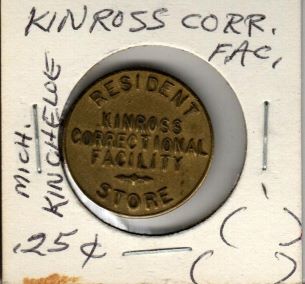 KINROSS CORR.
FAC,
RESIDENT
KINROSS
CORRECTIONAL
FACILITY
STORE
MICH.
KINCHELOE
.25¢